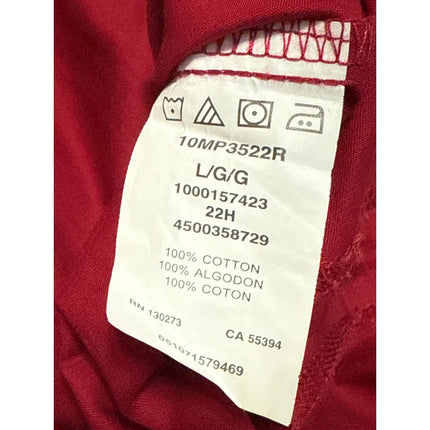 10MP3522R
L/G/G
1000157423
22H
4500358729
100% COTTON
100% ALGODON
100% COTON
RN 130273
CA 55394
051071579469